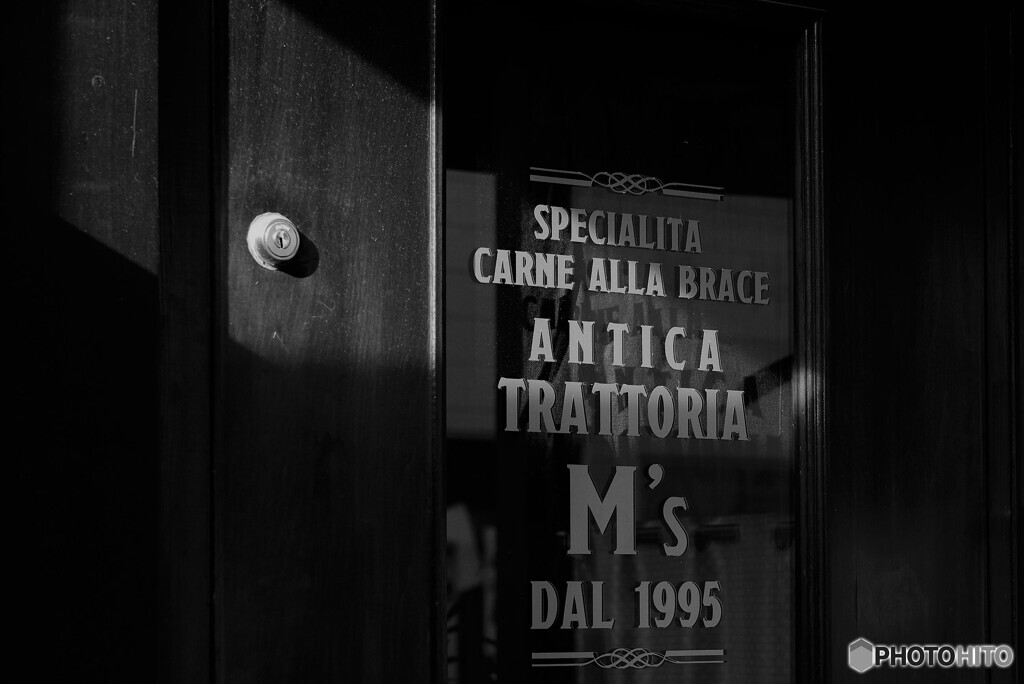 SPECIALITA
CARNE ALLA BRACE
ANTICA
TRATTORIA
M's
DAL 1995
PHOTOHITO